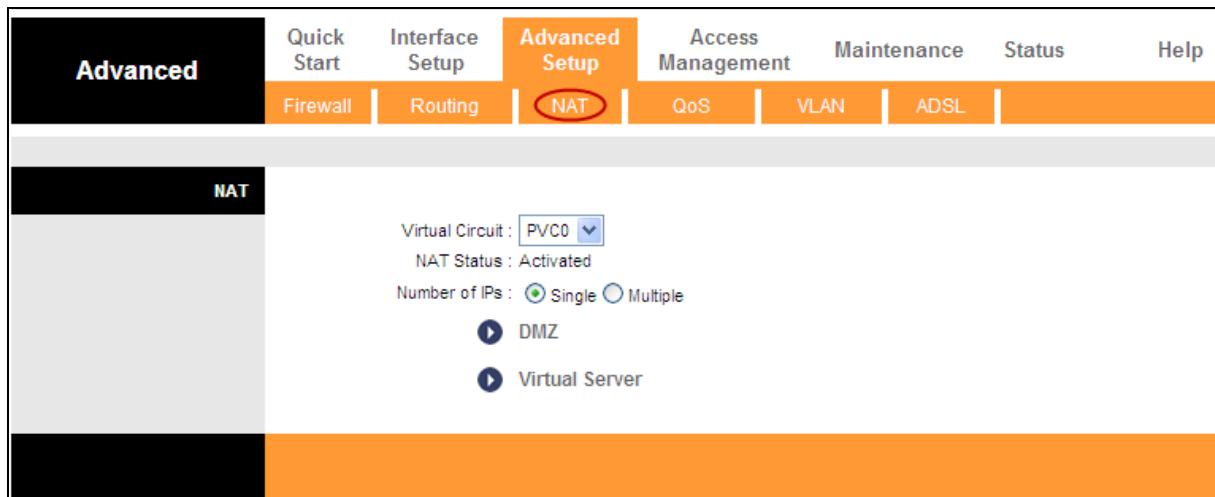 Advanced
Quick Start
Interface Setup
Advanced Setup
Access Management
Maintenance
Status
Help
Firewall
Routing
NAT
QoS
VLAN
ADSL
NAT
Virtual Circuit : PVC0
NAT Status : Activated
Number of IPs : Single Multiple
DMZ
Virtual Server